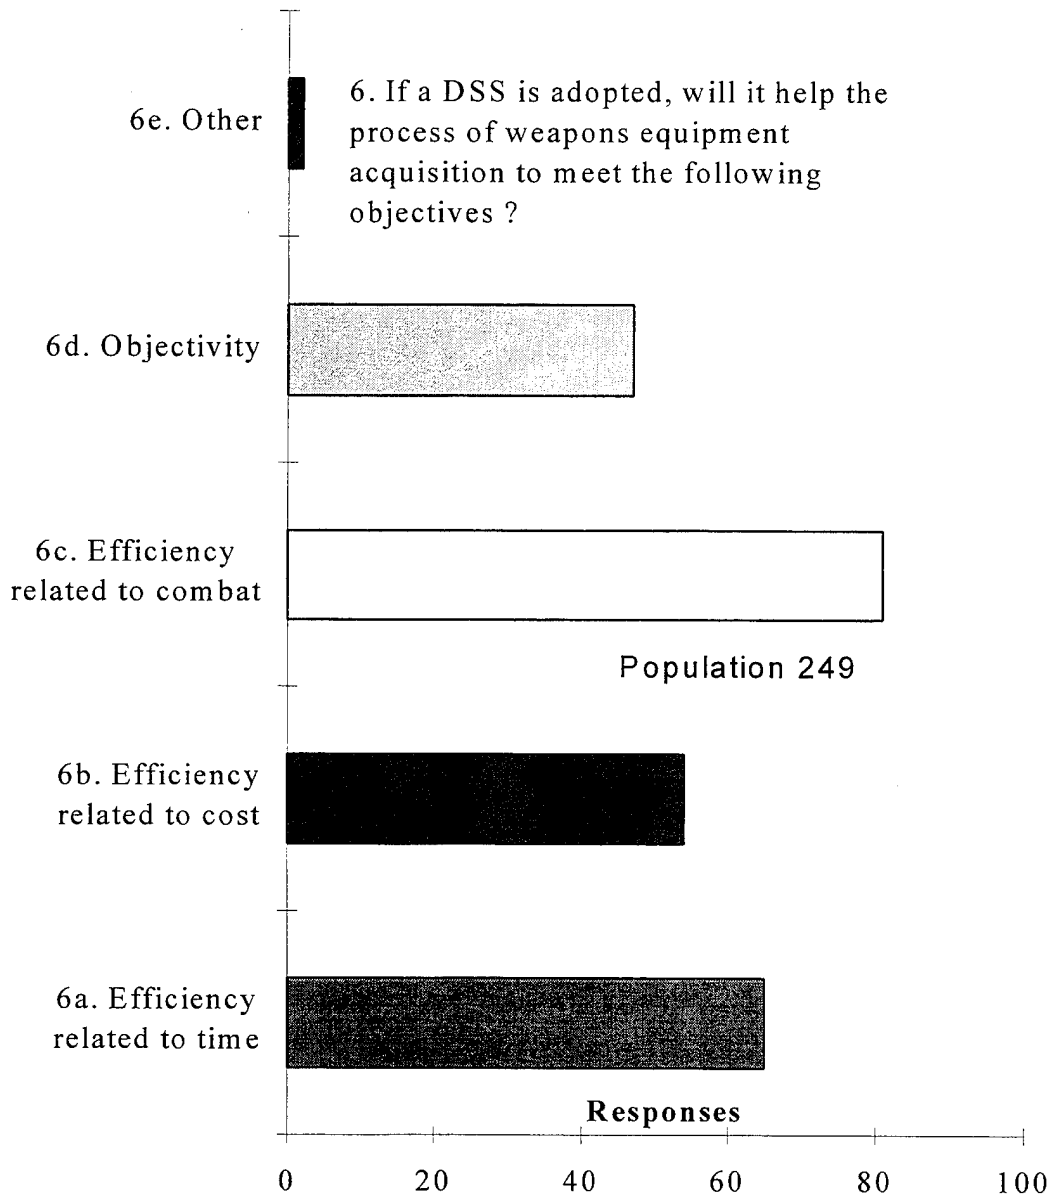 6e. Other
6. If a DSS is adopted, will it help the
process of weapons equipment
acquisition to meet the following
objectives ?
6d. Objectivity
6c. Efficiency
related to combat
Population 249
6b. Efficiency
related to cost
6a. Efficiency
related to time
Responses
0 20 40 60 80 100